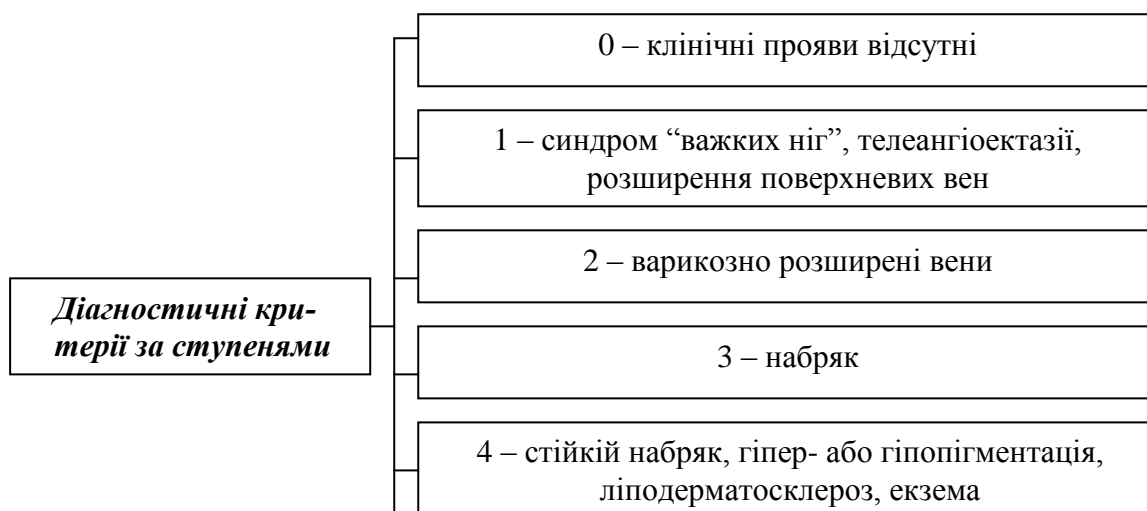 0 – клінічні прояви відсутні
1 – синдром “важких ніг”, телеангіоектазії,
розширення поверхневих вен
2 – варикозно розширені вени
Діагностичні кри-
терії за ступенями
3 – набряк
4 – стійкій набряк, гіпер- або гіпопігментація,
ліподерматосклероз, екзема